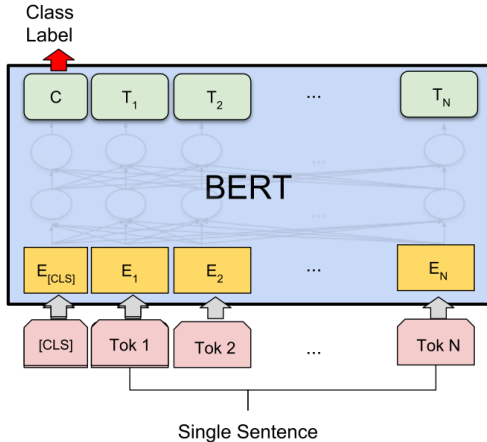 Class
Label
C T1 T2 ... TN
...
BERT
...
E[CLS] E1 E2 ... EN
[CLS] Tok 1 Tok 2 ... Tok N
Single Sentence